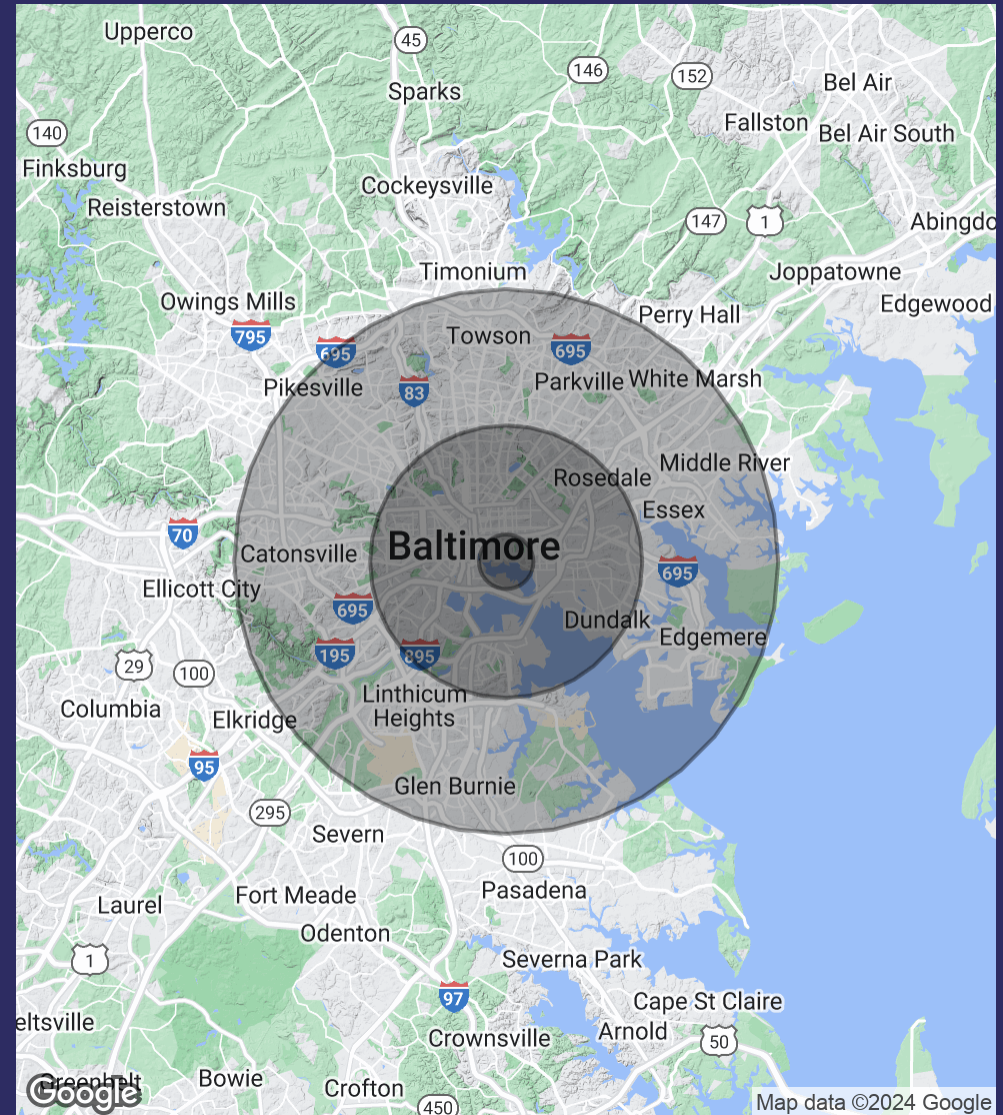 Upperco
45
146
152
Sparks
Bel Air
Fallston
140
Bel Air South
Finksburg
Cockeysville
Reisterstown
147
1
Abingdo
Timonium
Joppatowne
Owings Mills
Edgewood
Perry Hall
795
Towson
695
695
Pikesville
83
Parkville
White Marsh
Rosedale
Middle River
Essex
70
Baltimore
Catonsville
695
Ellicott City
695
Dundalk
195
895
Edgemere
29
100
Linthicum
Heights
Columbia
Elkridge
95
Glen Burnie
295
Severn
100
Fort Meade
Pasadena
Laurel
Odenton
1
Severna Park
97
Cape St Claire
eltsville
Arnold
Crownsville
50
Greenbelt
Bowie
Crofton
Google
450
Map data ©2024 Google